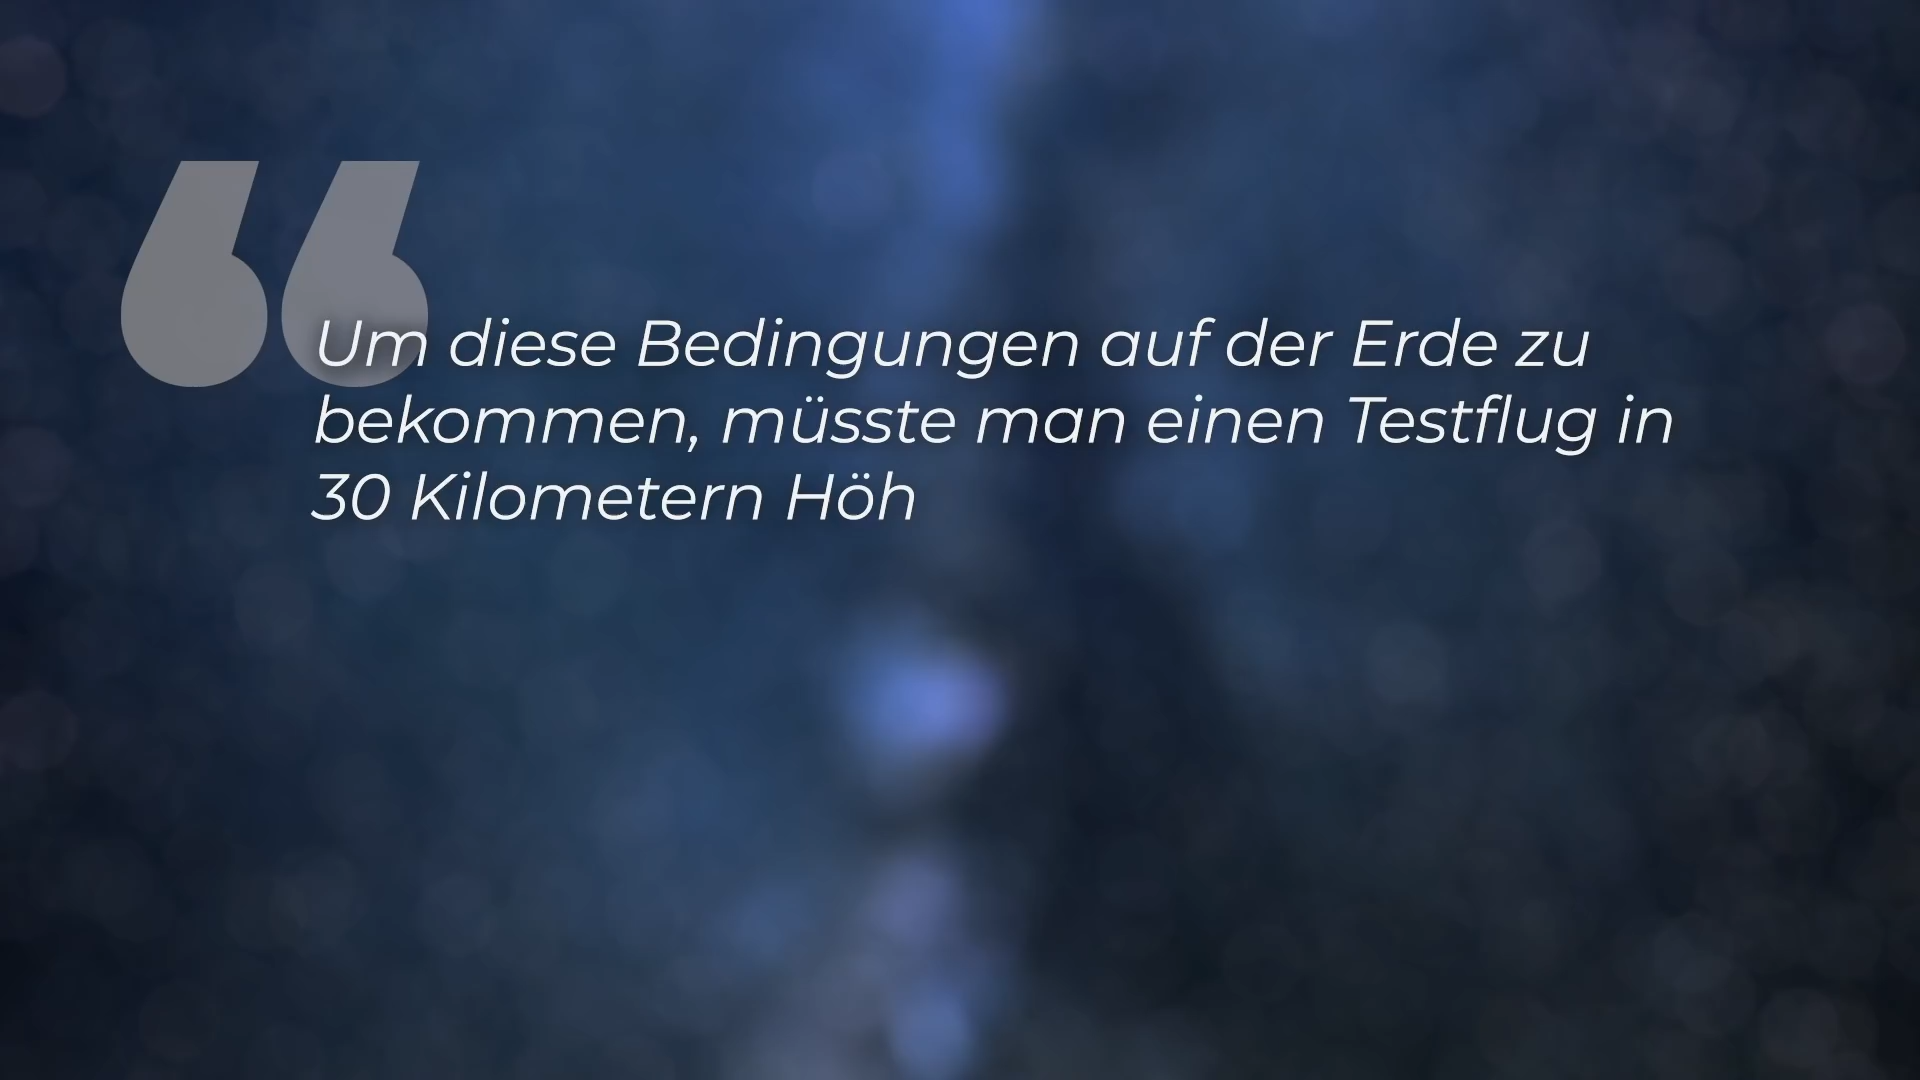 Um diese Bedingungen auf der Erde zu
bekommen, müsste man einen Testflug in
30 Kilometern Höh